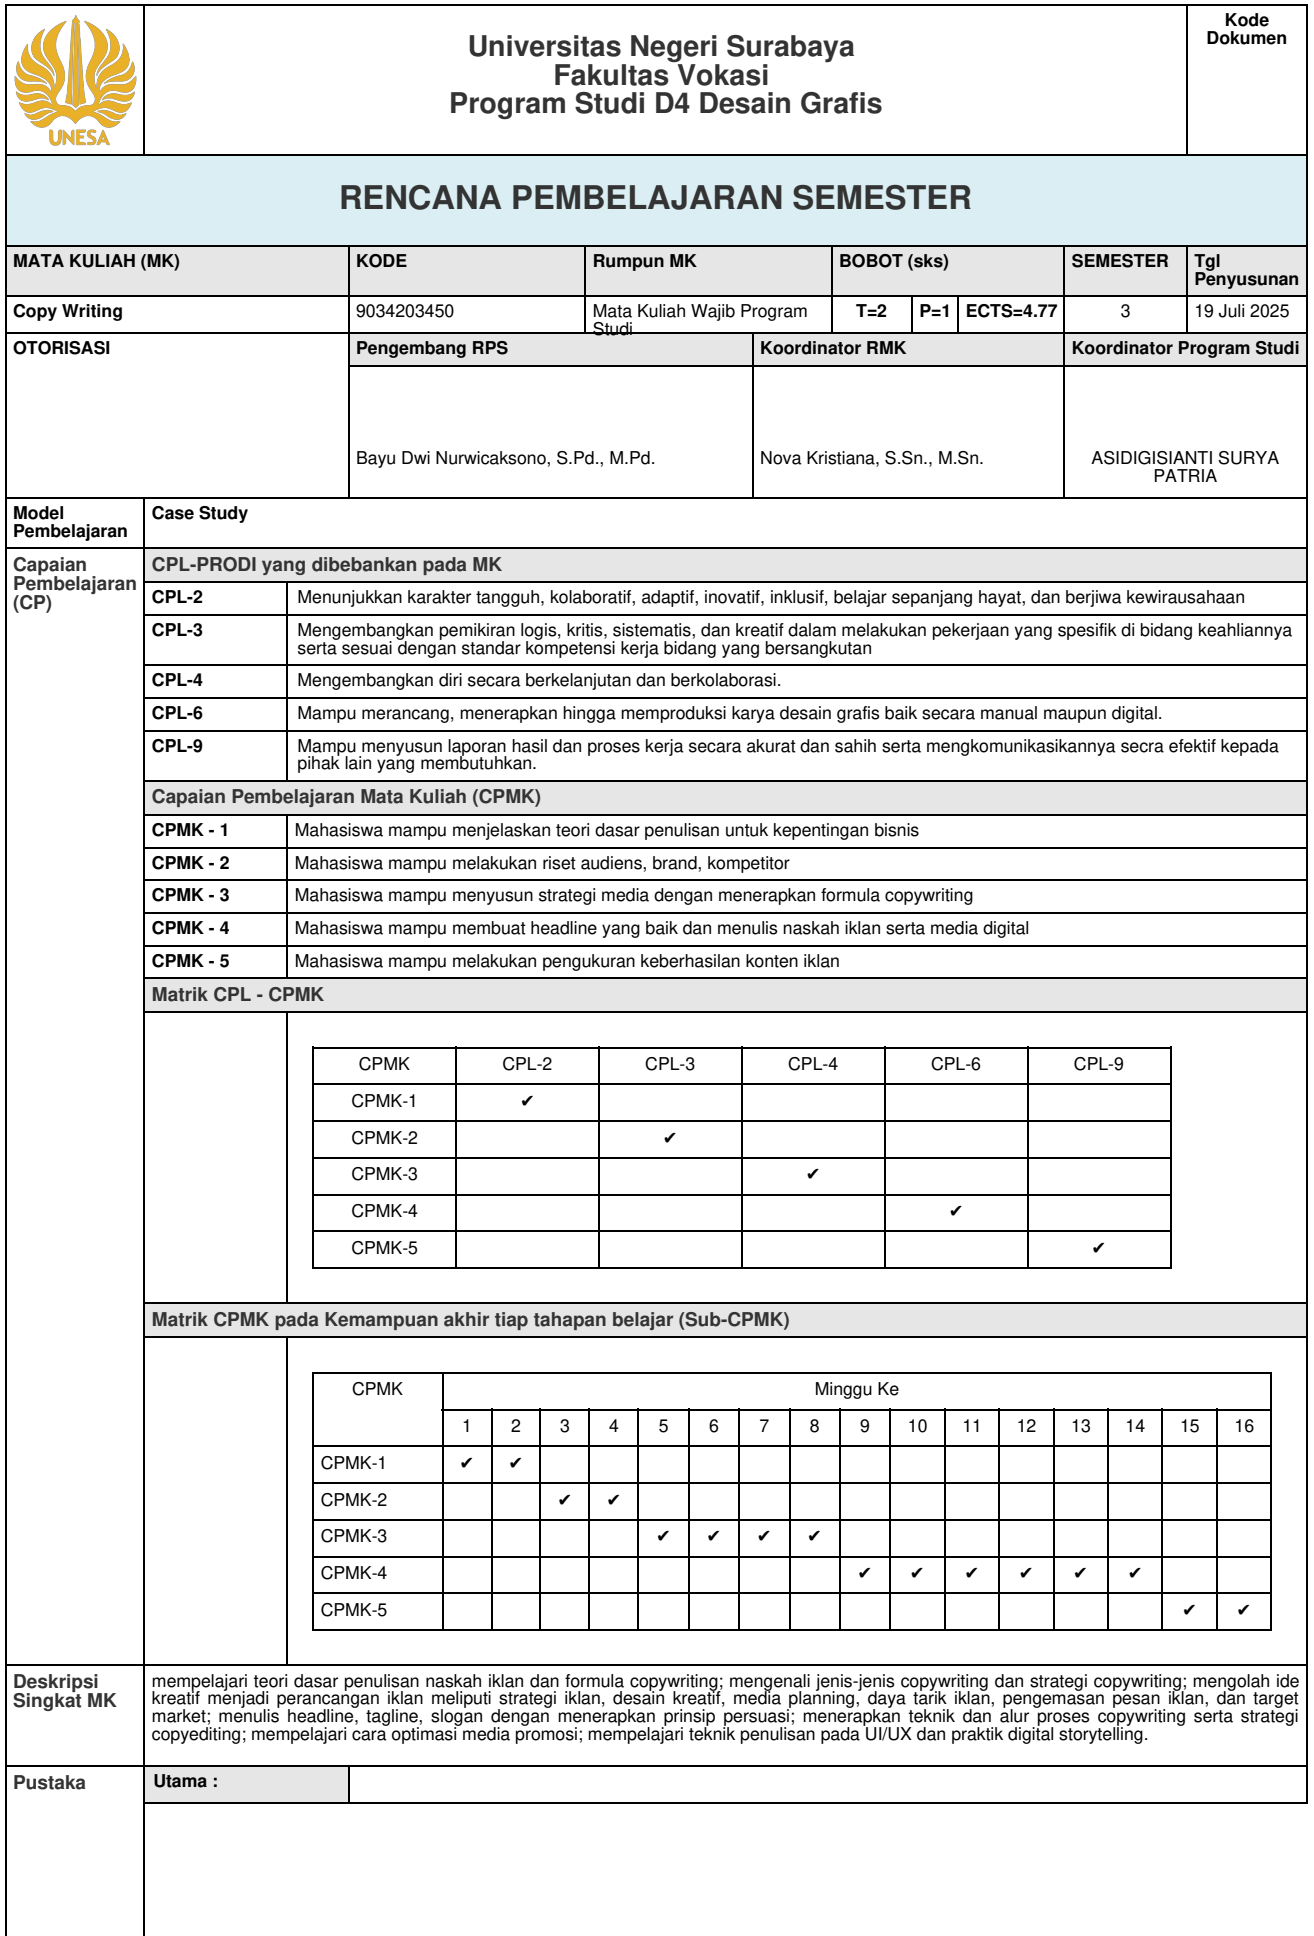 UNESA
Universitas Negeri Surabaya
Fakultas Vokasi
Program Studi D4 Desain Grafis
Kode
Dokumen
RENCANA PEMBELAJARAN SEMESTER
MATA KULIAH (MK) KODE Rumpun MK BOBOT (sks) SEMESTER Tgl
Penyusunan
Copy Writing 9034203450 Mata Kuliah Wajib Program
Studi
T=2 P=1 ECTS=4.77 3 19 Juli 2025
OTORISASI Pengembang RPS Koordinator RMK Koordinator Program Studi
Bayu Dwi Nurwicaksono, S.Pd., M.Pd. Nova Kristiana, S.Sn., M.Sn. ASIDIGISIANTI SURYA
PATRIA
Model
Pembelajaran
Case Study
Capaian
Pembelajaran
(CP)
CPL-PRODI yang dibebankan pada MK
CPL-2 Menunjukkan karakter tangguh, kolaboratif, adaptif, inovatif, inklusif, belajar sepanjang hayat, dan berjiwa kewirausahaan
CPL-3 Mengembangkan pemikiran logis, kritis, sistematis, dan kreatif dalam melakukan pekerjaan yang spesifik di bidang keahliannya
serta sesuai dengan standar kompetensi kerja bidang yang bersangkutan
CPL-4 Mengembangkan diri secara berkelanjutan dan berkolaborasi.
CPL-6 Mampu merancang, menerapkan hingga memproduksi karya desain grafis baik secara manual maupun digital.
CPL-9 Mampu menyusun laporan hasil dan proses kerja secara akurat dan sahih serta mengkomunikasikannya secra efektif kepada
pihak lain yang membutuhkan.
Capaian Pembelajaran Mata Kuliah (CPMK)
CPMK - 1 Mahasiswa mampu menjelaskan teori dasar penulisan untuk kepentingan bisnis
CPMK - 2 Mahasiswa mampu melakukan riset audiens, brand, kompetitor
CPMK - 3 Mahasiswa mampu menyusun strategi media dengan menerapkan formula copywriting
CPMK - 4 Mahasiswa mampu membuat headline yang baik dan menulis naskah iklan serta media digital
CPMK - 5 Mahasiswa mampu melakukan pengukuran keberhasilan konten iklan
Matrik CPL - CPMK
CPMK CPL-2 CPL-3 CPL-4 CPL-6 CPL-9
CPMK-1 ✔
CPMK-2 ✔
CPMK-3 ✔
CPMK-4 ✔
CPMK-5 ✔
Matrik CPMK pada Kemampuan akhir tiap tahapan belajar (Sub-CPMK)
CPMK Minggu Ke
1 2 3 4 5 6 7 8 9 10 11 12 13 14 15 16
CPMK-1 ✔ ✔
CPMK-2 ✔ ✔
CPMK-3 ✔ ✔ ✔ ✔
CPMK-4 ✔ ✔ ✔ ✔ ✔ ✔
CPMK-5 ✔ ✔
Deskripsi
Singkat MK
mempelajari teori dasar penulisan naskah iklan dan formula copywriting; mengenali jenis-jenis copywriting dan strategi copywriting; mengolah ide
kreatif menjadi perancangan iklan meliputi strategi iklan, desain kreatif, media planning, daya tarik iklan, pengemasan pesan iklan, dan target
market; menulis headline, tagline, slogan dengan menerapkan prinsip persuasi; menerapkan teknik dan alur proses copywriting serta strategi
copyediting; mempelajari cara optimasi media promosi; mempelajari teknik penulisan pada UI/UX dan praktik digital storytelling.
Pustaka Utama :